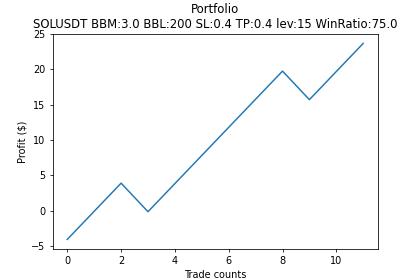 Portfolio
SOLUSDT BBM:3.0 BBL:200 SL:0.4 TP:0.4 lev:15 WinRatio:75.0
25
20
15
10
5
0
−5
Profit ($)
0 2 4 6 8 10
Trade counts